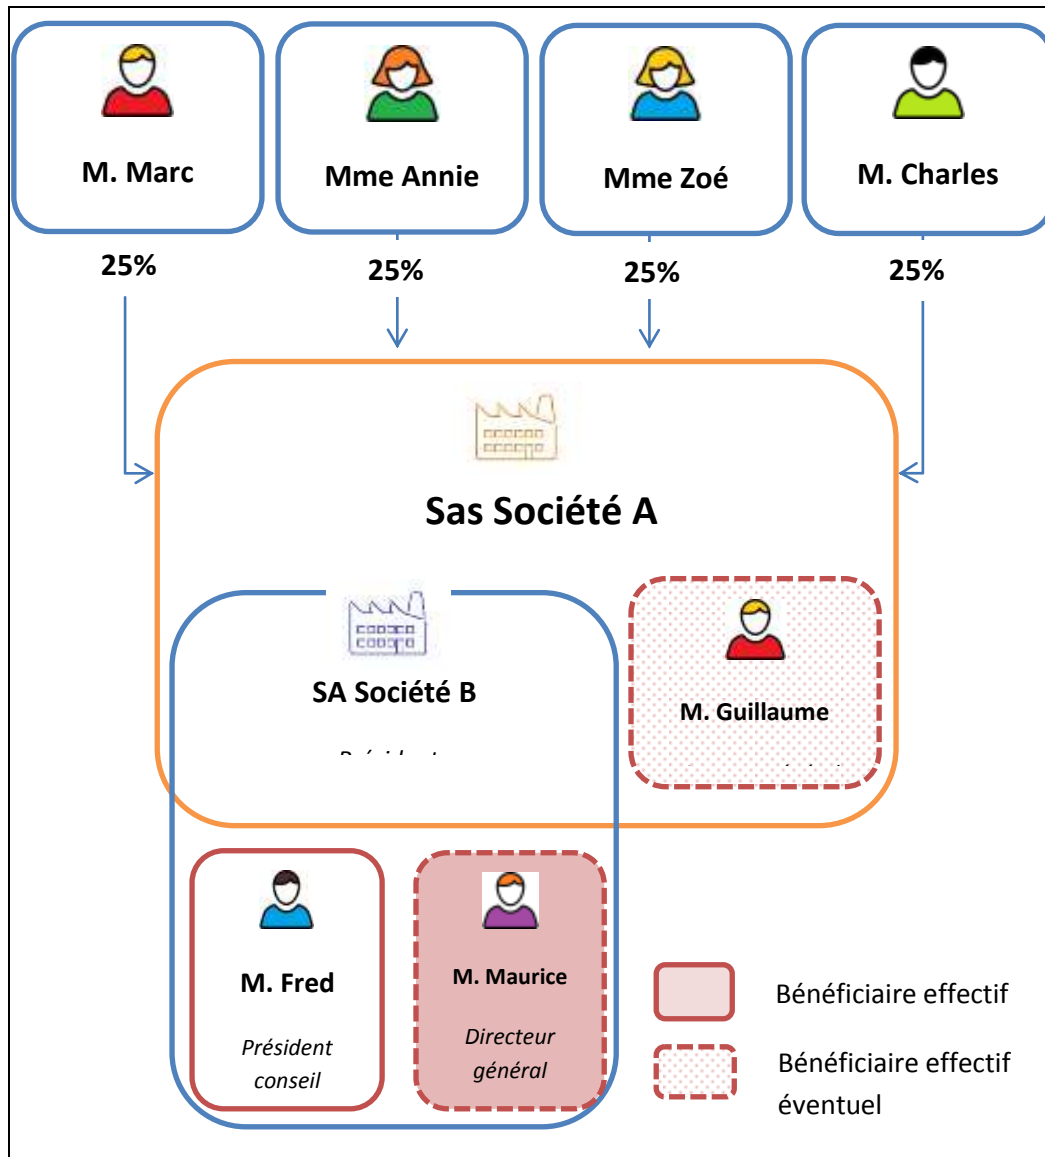 M. Marc
Mme Annie
Mme Zoé
M. Charles
25%
25%
25%
25%
Sas Société A
SA Société B
M. Guillaume
M. Fred
Président
conseil
M. Maurice
Directeur
général
Bénéficiaire effectif
Bénéficiaire effectif
éventuel